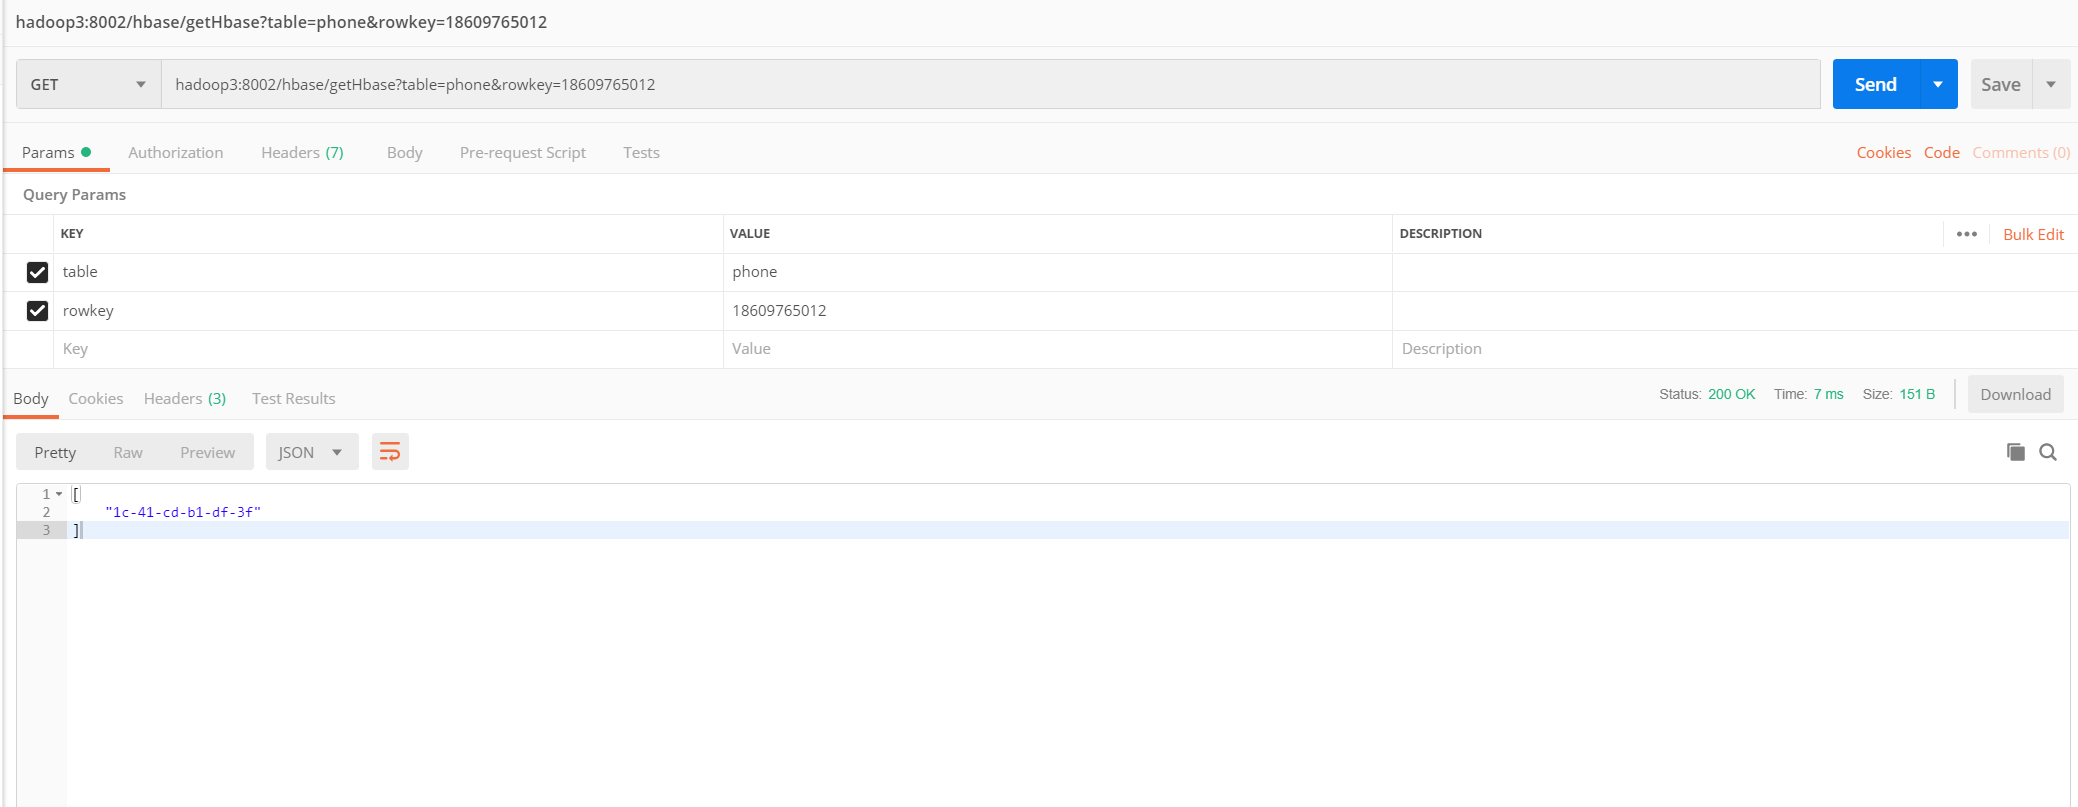 hadoop3:8002/hbase/getHbase?table=phone&rowkey=18609765012
GET hadoop3:8002/hbase/getHbase?table=phone&rowkey=18609765012 Send Save
Params Authorization Headers (7) Body Pre-request Script Tests Cookies Code Comments (0)
Query Params
KEY VALUE DESCRIPTION ••• Bulk Edit
table phone
rowkey 18609765012
Key Value Description
Body Cookies Headers (3) Test Results Status: 200 OK Time: 7 ms Size: 151 B Download
Pretty Raw Preview JSON
1 [
2 "1c-41-cd-b1-df-3f"
3 ]